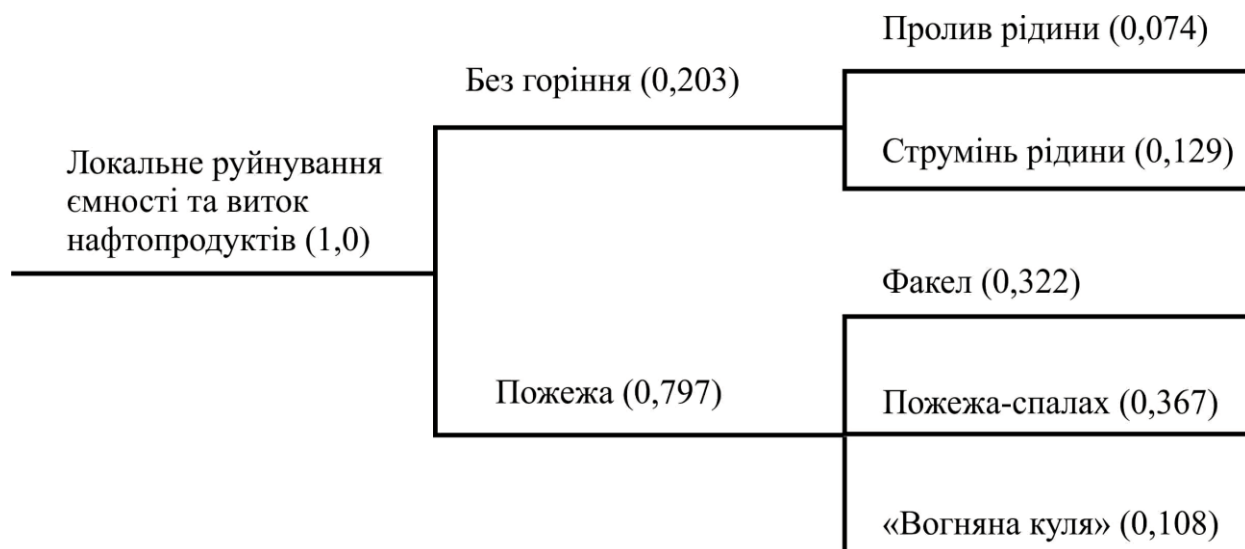 Пролив рідини (0,074)
Без горіння (0,203)
Струмінь рідини (0,129)
Локальне руйнування
ємності та виток
нафтопродуктів (1,0)
Факел (0,322)
Пожежа (0,797)
Пожежа-спалах (0,367)
«Вогняна куля» (0,108)